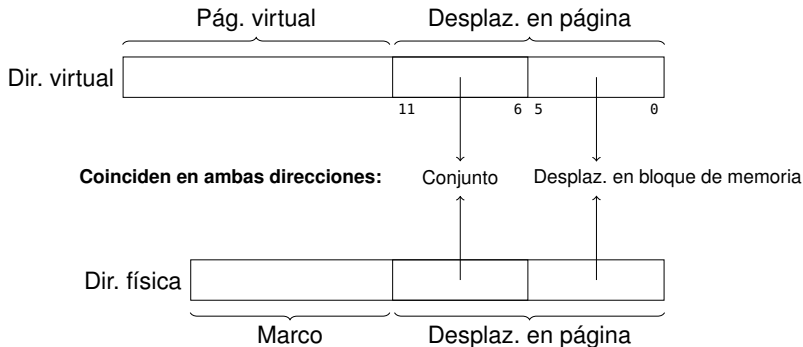 Pág. virtual Desplaz. en página
Dir. virtual
11 6 5 0
Coinciden en ambas direcciones: Conjunto Desplaz. en bloque de memoria
Dir. física
Marco Desplaz. en página